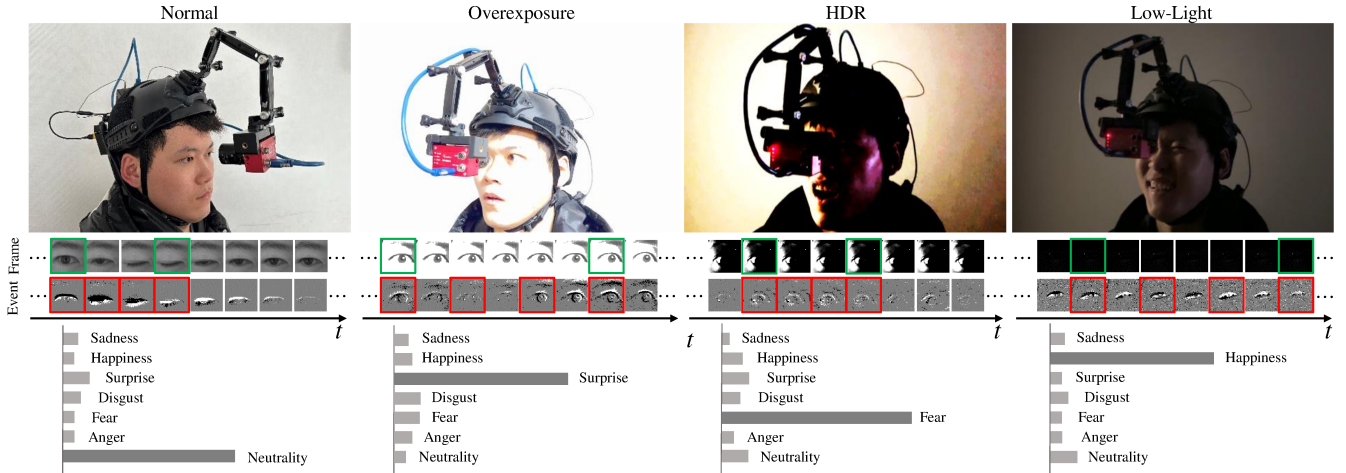 Normal
Overexposure
HDR
Low-Light
Frame
Event
t
t
t
t
Sadness
Happiness
Surprise
Disgust
Fear
Anger
Neutrality
Sadness
Happiness
Surprise
Disgust
Fear
Anger
Neutrality
Sadness
Happiness
Surprise
Disgust
Fear
Anger
Neutrality
Sadness
Happiness
Surprise
Disgust
Fear
Anger
Neutrality